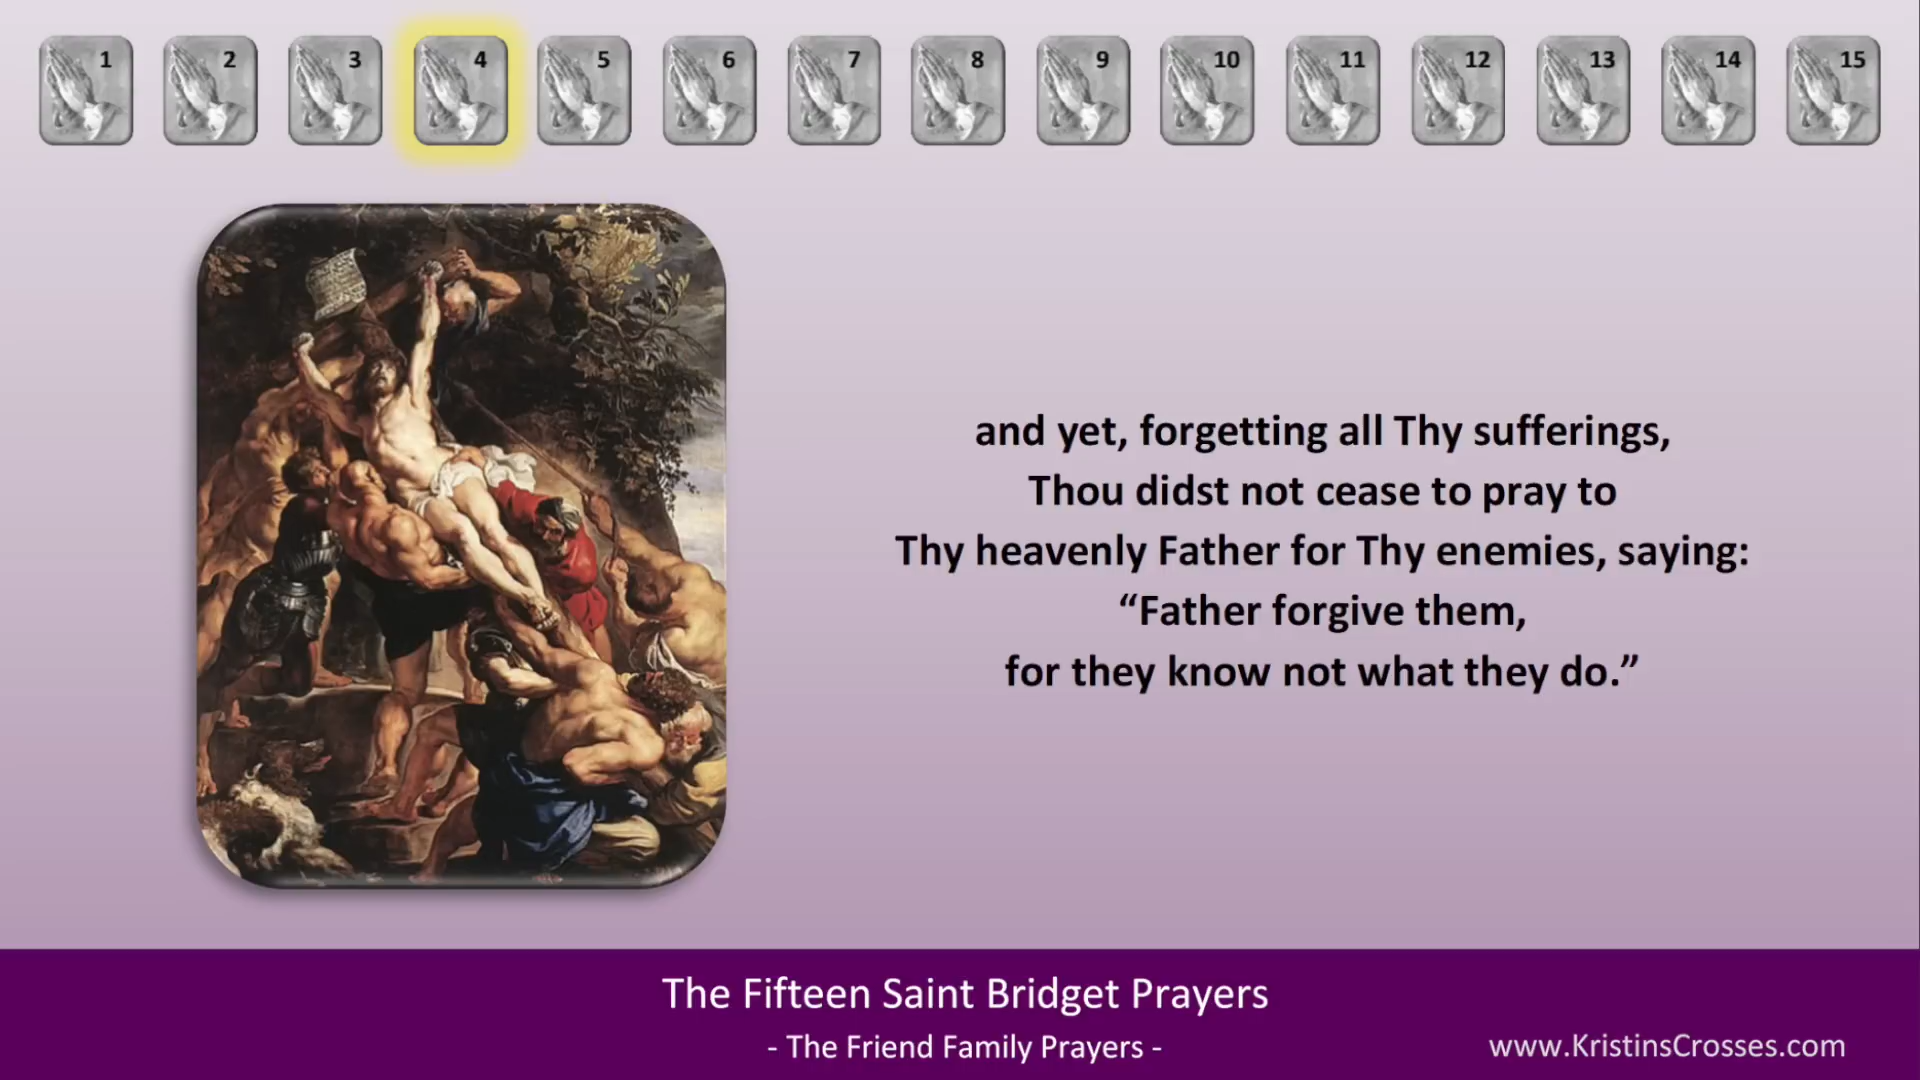 1 2 3 4 5 6 7 8 9 10 11 12 13 14 15
and yet, forgetting all Thy sufferings,
Thou didst not cease to pray to
Thy heavenly Father for Thy enemies, saying:
“Father forgive them,
for they know not what they do.”
The Fifteen Saint Bridget Prayers
- The Friend Family Prayers -
www.KristinsCrosses.com